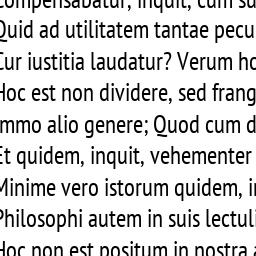 compensabatur, inquit, cum su
Quid ad utilitatem tantae pecu
Cur iustitia laudatur? Verum ho
Hoc est non dividere, sed frang
Immo alio genere; Quod cum d
Et quidem, inquit, vehementer
Minime vero istorum quidem, in
Philosophi autem in suis lectuli
Hoc non est positum in nostra a